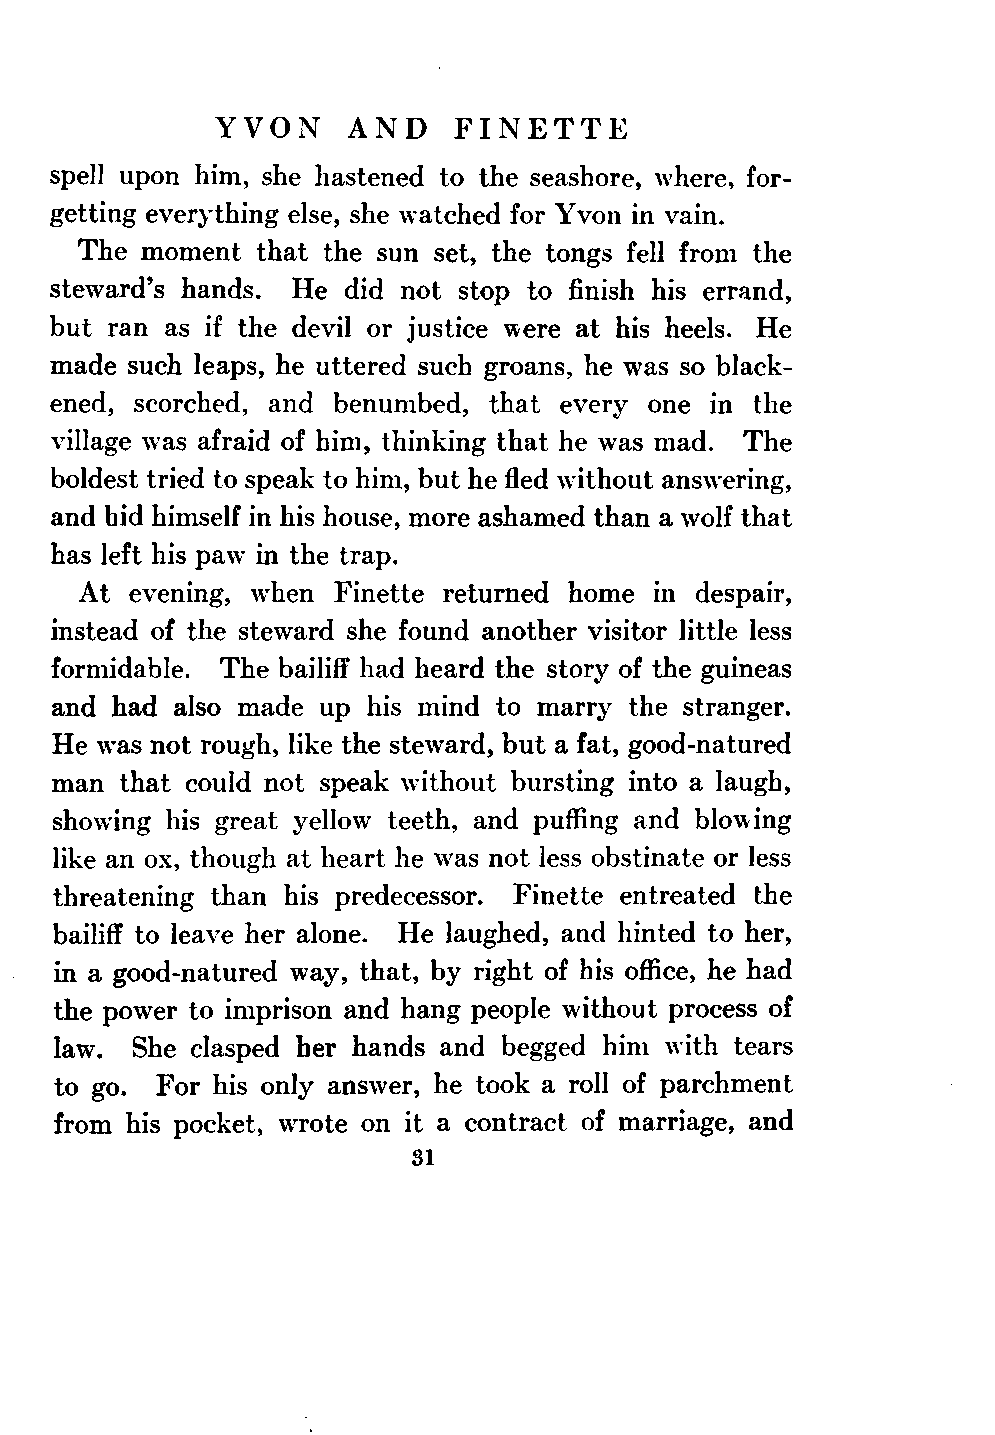 YVON AND FINETTE
spell upon him, she hastened to the seashore, where, for-
getting everything else, she watched for Yvon in vain.
The moment that the sun set, the tongs fell from the
steward's hands. He did not stop to finish his errand,
but ran as if the devil or justice were at his heels. He
made such leaps, he uttered such groans, he was so black-
ened, scorched, and benumbed, that every one in the
village was afraid of him, thinking that he was mad. The
boldest tried to speak to him, but he fled without answering,
and hid himself in his house, more ashamed than a wolf that
has left his paw in the trap.
At evening, when Finette returned home in despair,
instead of the steward she found another visitor little less
formidable. The bailiff had heard the story of the guineas
and had also made up his mind to marry the stranger.
He was not rough, like the steward, but a fat, good-natured
man that could not speak without bursting into a laugh,
showing his great yellow teeth, and puffing and blowing
like an ox, though at heart he was not less obstinate or less
threatening than his predecessor. Finette entreated the
bailiff to leave her alone. He laughed, and hinted to her,
in a good-natured way, that, by right of his office, he had
the power to imprison and hang people without process of
law. She clasped her hands and begged him with tears
to go. For his only answer, he took a roll of parchment
from his pocket, wrote on it a contract of marriage, and
31